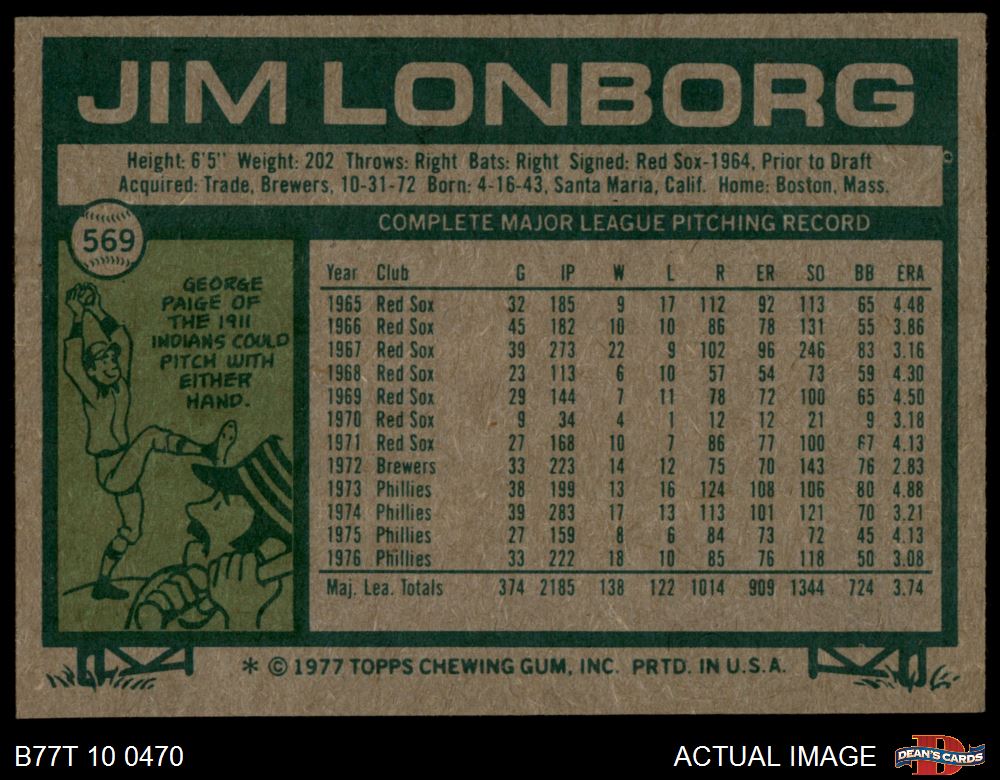 JIM LONBORG
Height: 6'5" Weight: 202 Throws: Right Bats: Right Signed: Red Sox-1964, Prior to Draft
Acquired: Trade, Brewers, 10-31-72 Born: 4-16-43, Santa Maria, Calif. Home: Boston, Mass.
569
COMPLETE MAJOR LEAGUE PITCHING RECORD
GEORGE
PAIGE OF
THE 1911
INDIANS COULD
PITCH WITH
EITHER
HAND.
Year Club G IP W L R ER SO BB ERA
1965 Red Sox 32 185 9 17 112 92 113 65 4.48
1966 Red Sox 45 182 10 10 86 78 131 55 3.86
1967 Red Sox 39 273 22 9 102 96 246 83 3.16
1968 Red Sox 23 113 6 10 57 54 73 59 4.30
1969 Red Sox 29 144 7 11 78 72 100 65 4.50
1970 Red Sox 9 34 4 1 12 12 21 9 3.18
1971 Red Sox 27 168 10 7 86 77 100 67 4.13
1972 Brewers 33 223 14 12 75 70 143 76 2.83
1973 Phillies 38 199 13 16 124 108 106 80 4.88
1974 Phillies 39 283 17 13 113 101 121 70 3.21
1975 Phillies 27 159 8 6 84 73 72 45 4.13
1976 Phillies 33 222 18 10 85 76 118 50 3.08
Maj. Lea. Totals 374 2185 138 122 1014 909 1344 724 3.74
* © 1977 TOPPS CHEWING GUM, INC. PRTD. IN U.S.A.
B77T 10 0470
ACTUAL IMAGE
DEAN'S CARDS